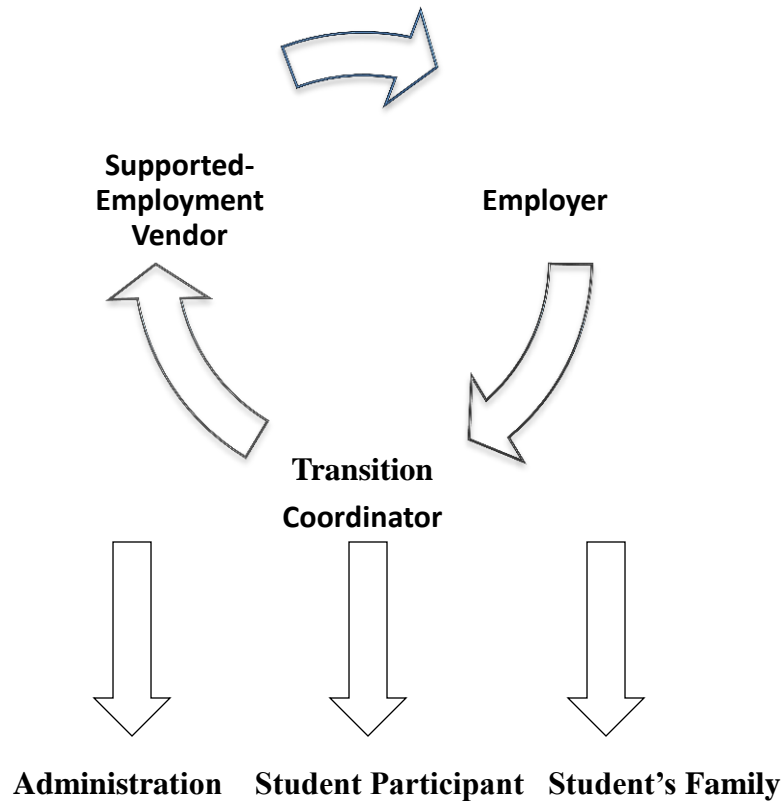 Supported-
Employment
Vendor
Employer
Transition
Coordinator
Administration
Student Participant
Student’s Family